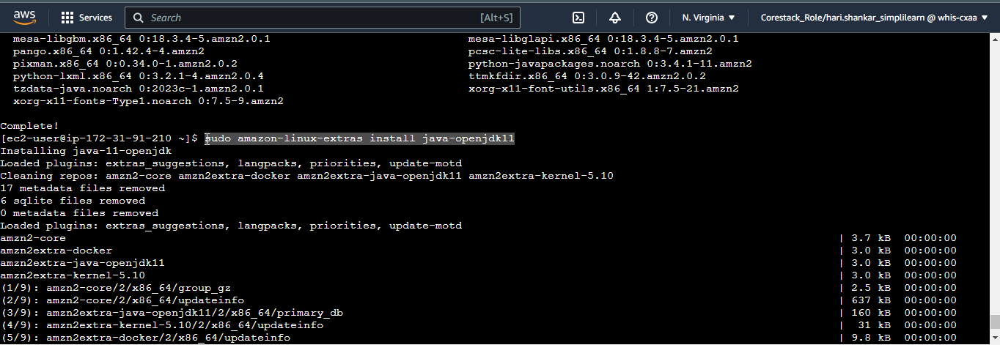 aws Services Search [Alt+S] N. Virginia Corestack_Role/hari.shankar_simplilearn @ whis-cxaa
mesa-libgbm.x86_64 0:18.3.4-5.amzn2.0.1 mesa-libglapi.x86_64 0:18.3.4-5.amzn2.0.1
pango.x86_64 0:1.42.4-4.amzn2 pcsc-lite-libs.x86_64 0:1.8.8-7.amzn2
pixman.x86_64 0:0.34.0-1.amzn2.0.2 python-javapackages.noarch 0:3.4.1-11.amzn2
python-lxml.x86_64 0:3.2.1-4.amzn2.0.4 ttmkfdir.x86_64 0:3.0.9-42.amzn2.0.2
tzdata-java.noarch 0:2023c-1.amzn2.0.1 xorg-x11-font-utils.x86_64 1:7.5-21.amzn2
xorg-x11-fonts-Type1.noarch 0:7.5-9.amzn2
Complete!
[ec2-user@ip-172-31-91-210 ~]$ sudo amazon-linux-extras install java-openjdk11
Installing java-11-openjdk
Loaded plugins: extras_suggestions, langpacks, priorities, update-motd
Cleaning repos: amzn2-core amzn2extra-docker amzn2extra-java-openjdk11 amzn2extra-kernel-5.10
17 metadata files removed
6 sqlite files removed
0 metadata files removed
Loaded plugins: extras_suggestions, langpacks, priorities, update-motd
amzn2-core | 3.7 kB 00:00:00
amzn2extra-docker | 3.0 kB 00:00:00
amzn2extra-java-openjdk11 | 3.0 kB 00:00:00
amzn2extra-kernel-5.10 | 3.0 kB 00:00:00
(1/9): amzn2-core/2/x86_64/group_gz | 2.5 kB 00:00:00
(2/9): amzn2-core/2/x86_64/updateinfo | 637 kB 00:00:00
(3/9): amzn2extra-java-openjdk11/2/x86_64/primary_db | 160 kB 00:00:00
(4/9): amzn2extra-kernel-5.10/2/x86_64/updateinfo | 31 kB 00:00:00
(5/9): amzn2extra-docker/2/x86_64/updateinfo | 9.8 kB 00:00:00